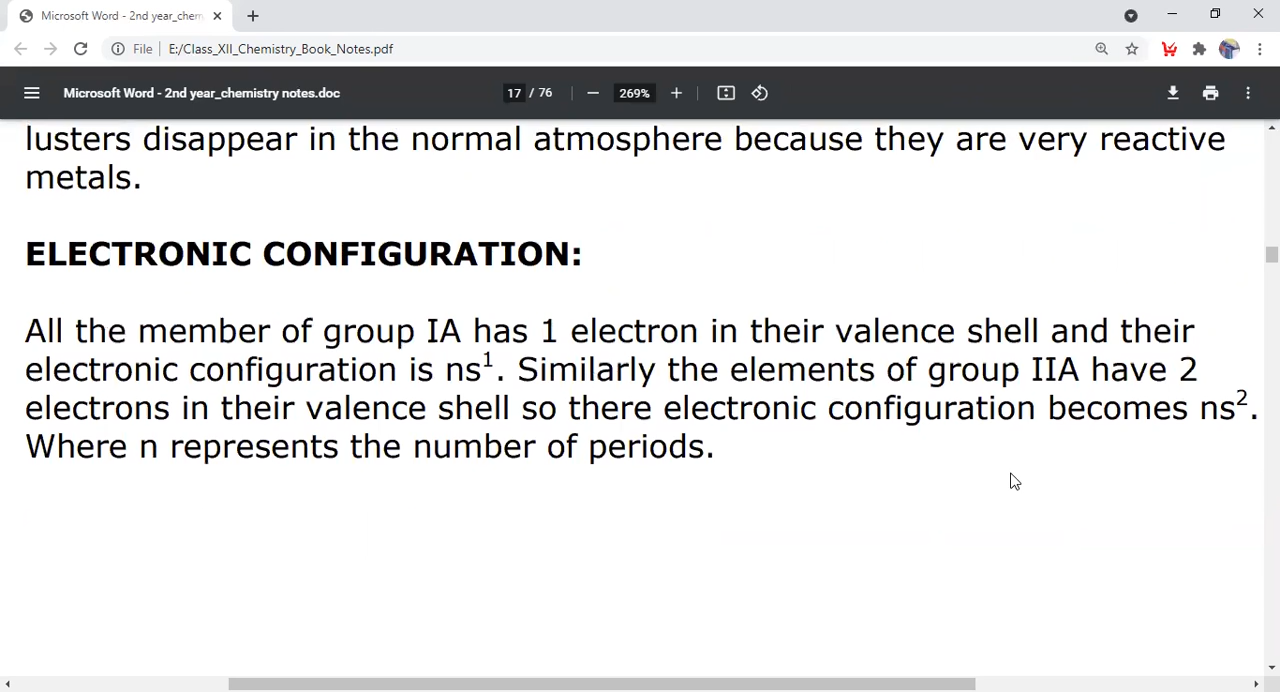 Microsoft Word - 2nd year_chem
File
E:/Class_XII_Chemistry_Book_Notes.pdf
Microsoft Word - 2nd year_chemistry notes.doc
17 / 76
269%
lusters disappear in the normal atmosphere because they are very reactive
metals.
ELECTRONIC CONFIGURATION:
All the member of group IA has 1 electron in their valence shell and their
electronic configuration is ns¹. Similarly the elements of group IIA have 2
electrons in their valence shell so there electronic configuration becomes ns².
Where n represents the number of periods.